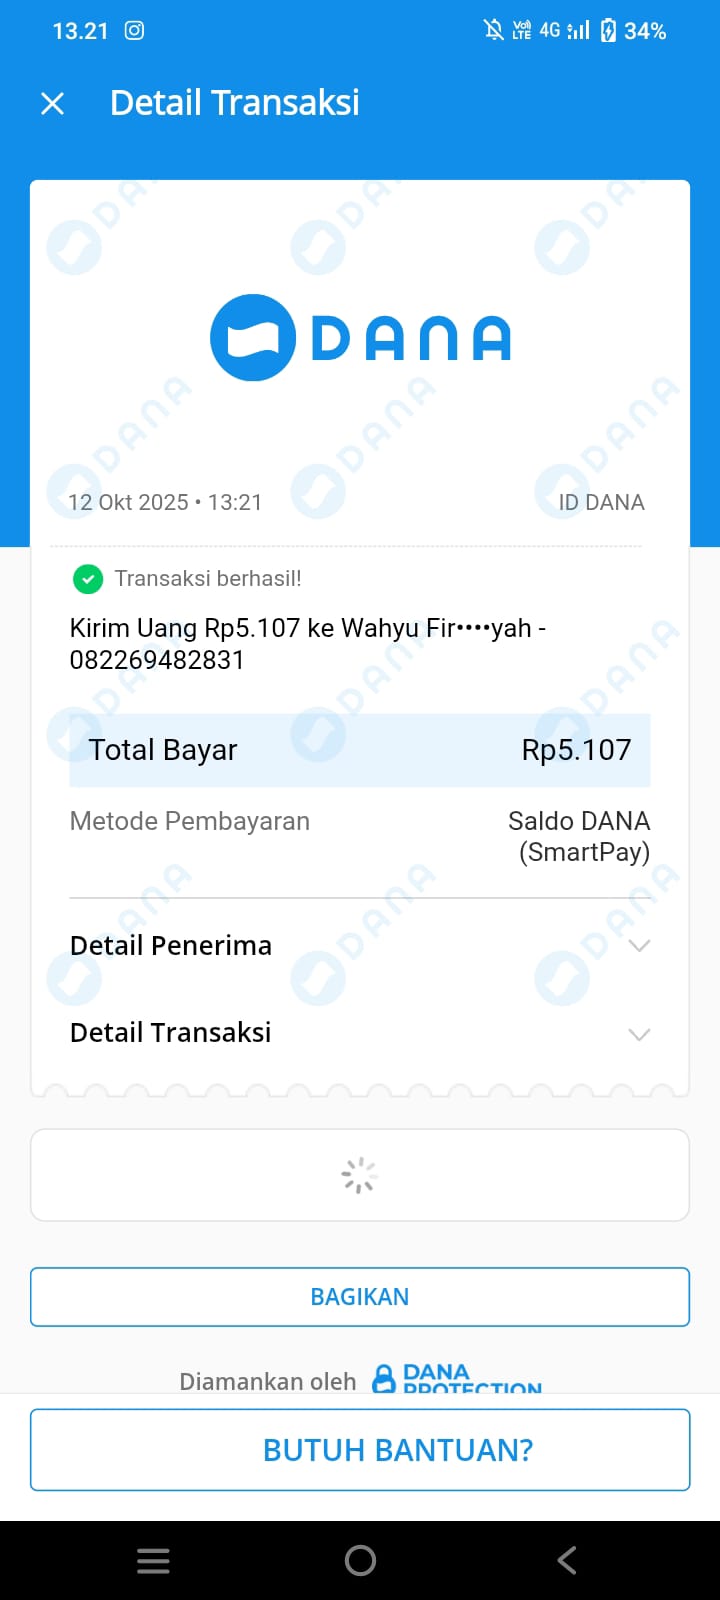 13.21 Vo) LTE 4G 34%
Detail Transaksi
DANA
12 Okt 2025 • 13:21 ID DANA
Transaksi berhasil!
Kirim Uang Rp5.107 ke Wahyu Fir••••yah -
082269482831
Total Bayar Rp5.107
Metode Pembayaran Saldo DANA
(SmartPay)
Detail Penerima
Detail Transaksi
BAGIKAN
Diamankan oleh DANA
PROTECTION
BUTUH BANTUAN?